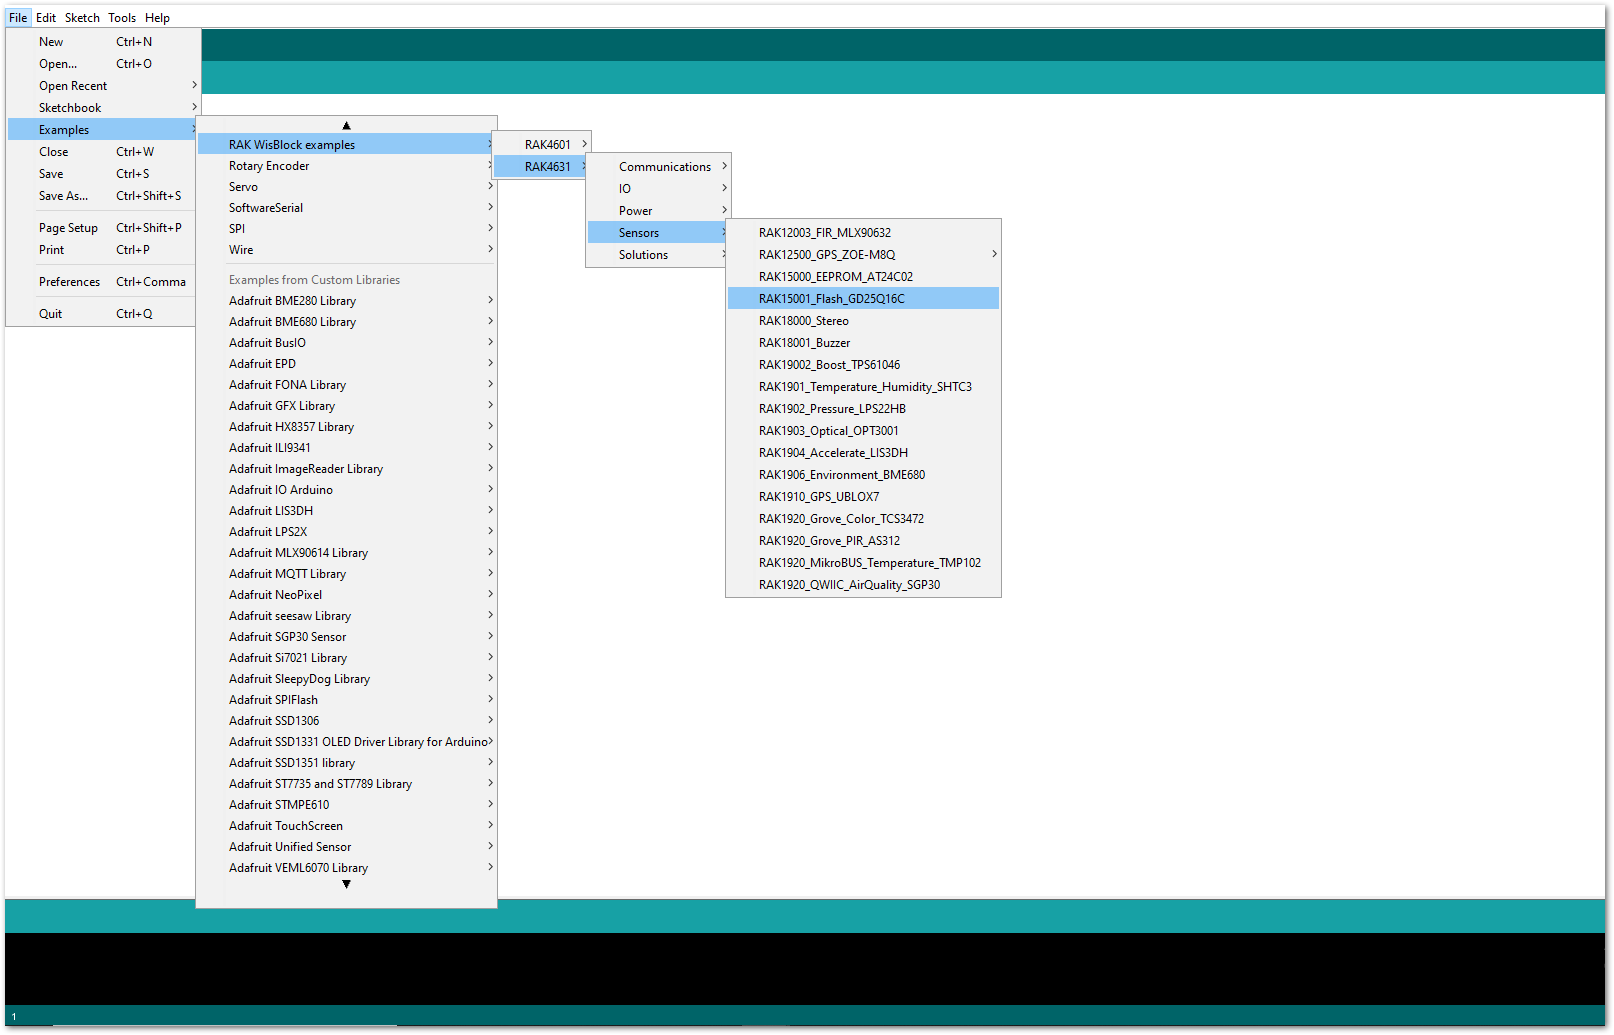 File Edit Sketch Tools Help
New Ctrl+N
Open... Ctrl+O
Open Recent
Sketchbook
Examples
Close Ctrl+W
Save Ctrl+S
Save As... Ctrl+Shift+S
Page Setup Ctrl+Shift+P
Print Ctrl+P
Preferences Ctrl+Comma
Quit Ctrl+Q
RAK WisBlock examples
Rotary Encoder
Servo
SoftwareSerial
SPI
Wire
Examples from Custom Libraries
Adafruit BME280 Library
Adafruit BME680 Library
Adafruit BusIO
Adafruit EPD
Adafruit FONA Library
Adafruit GFX Library
Adafruit HX8357 Library
Adafruit ILI9341
Adafruit ImageReader Library
Adafruit IO Arduino
Adafruit LIS3DH
Adafruit LPS2X
Adafruit MLX90614 Library
Adafruit MQTT Library
Adafruit NeoPixel
Adafruit seesaw Library
Adafruit SGP30 Sensor
Adafruit Si7021 Library
Adafruit SleepyDog Library
Adafruit SPIFlash
Adafruit SSD1306
Adafruit SSD1331 OLED Driver Library for Arduino
Adafruit SSD1351 library
Adafruit ST7735 and ST7789 Library
Adafruit STMPE610
Adafruit TouchScreen
Adafruit Unified Sensor
Adafruit VEML6070 Library
RAK4601
RAK4631
Communications
IO
Power
Sensors
Solutions
RAK12003_FIR_MLX90632
RAK12500_GPS_ZOE-M8Q
RAK15000_EEPROM_AT24C02
RAK15001_Flash_GD25Q16C
RAK18000_Stereo
RAK18001_Buzzer
RAK19002_Boost_TPS61046
RAK1901_Temperature_Humidity_SHTC3
RAK1902_Pressure_LPS22HB
RAK1903_Optical_OPT3001
RAK1904_Accelerate_LIS3DH
RAK1906_Environment_BME680
RAK1910_GPS_UBLOX7
RAK1920_Grove_Color_TCS3472
RAK1920_Grove_PIR_AS312
RAK1920_MikroBUS_Temperature_TMP102
RAK1920_QWIIC_AirQuality_SGP30
1